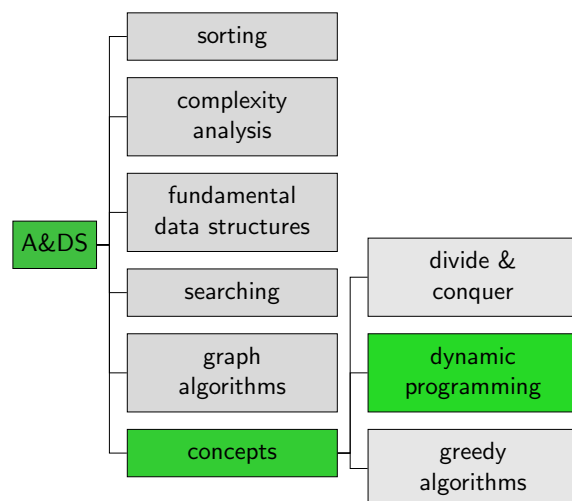 A&DS
sorting
complexity
analysis
fundamental
data structures
searching
graph
algorithms
concepts
divide &
conquer
dynamic
programming
greedy
algorithms